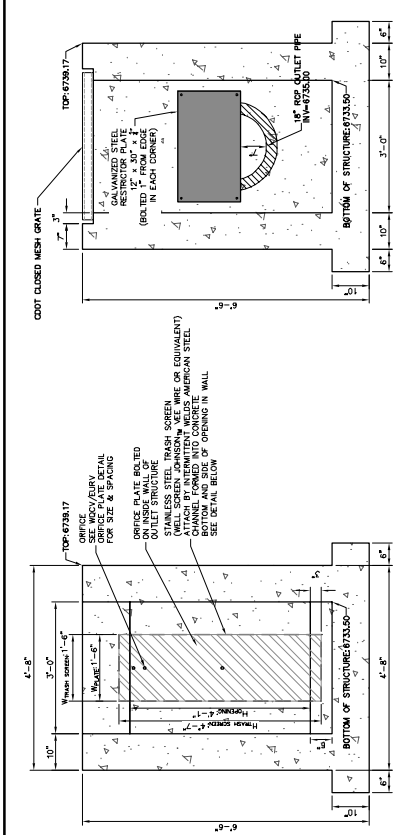 CDOT CLOSED MESH GRATE
TOP: 6739.17
GALVANIZED STEEL
RESTRICTOR PLATE
(BOLTED 1" FROM EDGE
IN EACH CORNER)
18" RCP OUTLET PIPE
INV=6735.00
BOTTOM OF STRUCTURE: 6733.50
3"
7"
6'-6"
10"
6"
10"
3'-0"
10"
6"
TOP: 6739.17
ORIFICE
SEE WQCV/EURV
ORIFICE PLATE DETAIL
FOR SIZE & SPACING
ORIFICE PLATE BOLTED
ON INSIDE WALL OF
OUTLET STRUCTURE
STAINLESS STEEL TRASH SCREEN
(WELL SCREEN JOHNSON™ VEE WIRE OR EQUIVALENT)
ATTACH BY INTERMITTENT WELDS AMERICAN STEEL
CHANNEL FORMED INTO CONCRETE
BOTTOM AND SIDE OF OPENING IN WALL
SEE DETAIL BELOW
4'-8"
3'-0"
10"
W TRASH SCREEN: 1'-6"
W PLATE: 1'-6"
H TRASH SCREEN: 4'-7"
H OPENING: 4'-1"
3"
6"
BOTTOM OF STRUCTURE: 6733.50
6'-6"
10"
6"
4'-8"
6"